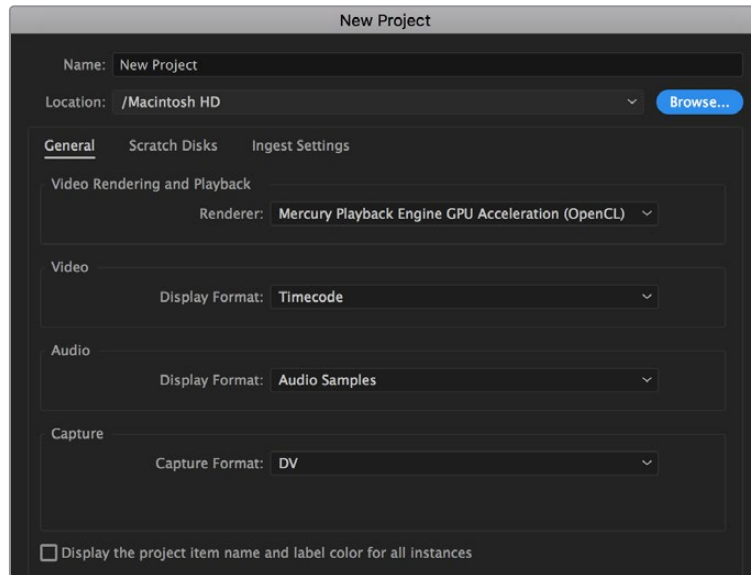 New Project
Name: New Project
Location: /Macintosh HD Browse...
General Scratch Disks Ingest Settings
Video Rendering and Playback
Renderer: Mercury Playback Engine GPU Acceleration (OpenCL)
Video
Display Format: Timecode
Audio
Display Format: Audio Samples
Capture
Capture Format: DV
Display the project item name and label color for all instances